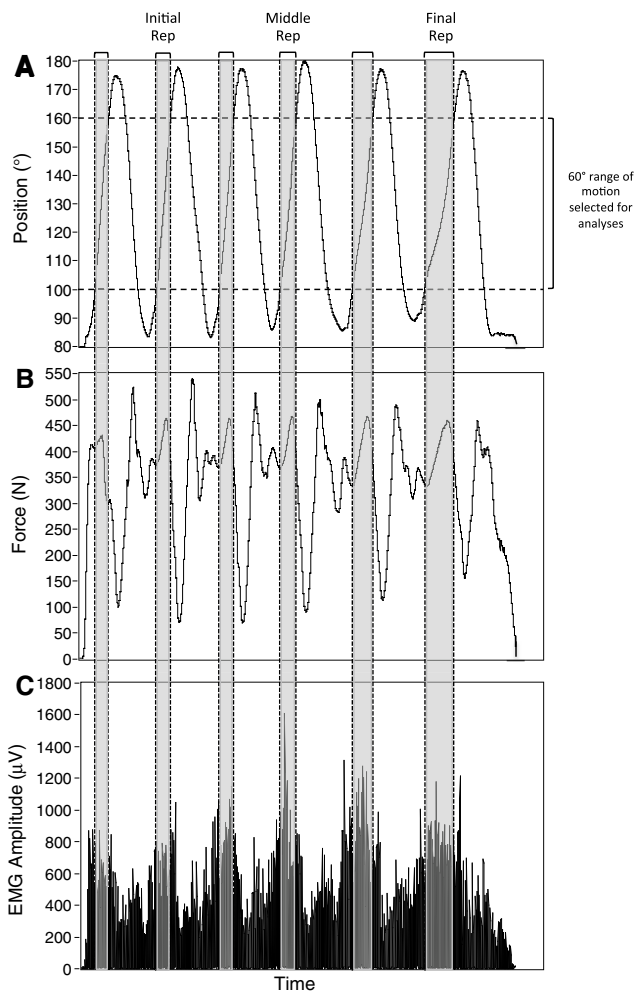 Initial
Rep
Middle
Rep
Final
Rep
A
180
170
160
150
140
130
120
110
100
90
80
Position (°)
60° range of
motion
selected for
analyses
B
550
500
450
400
350
300
250
200
150
100
50
0
Force (N)
C
1800
1600
1400
1200
1000
800
600
400
200
0
EMG Amplitude (µV)
Time